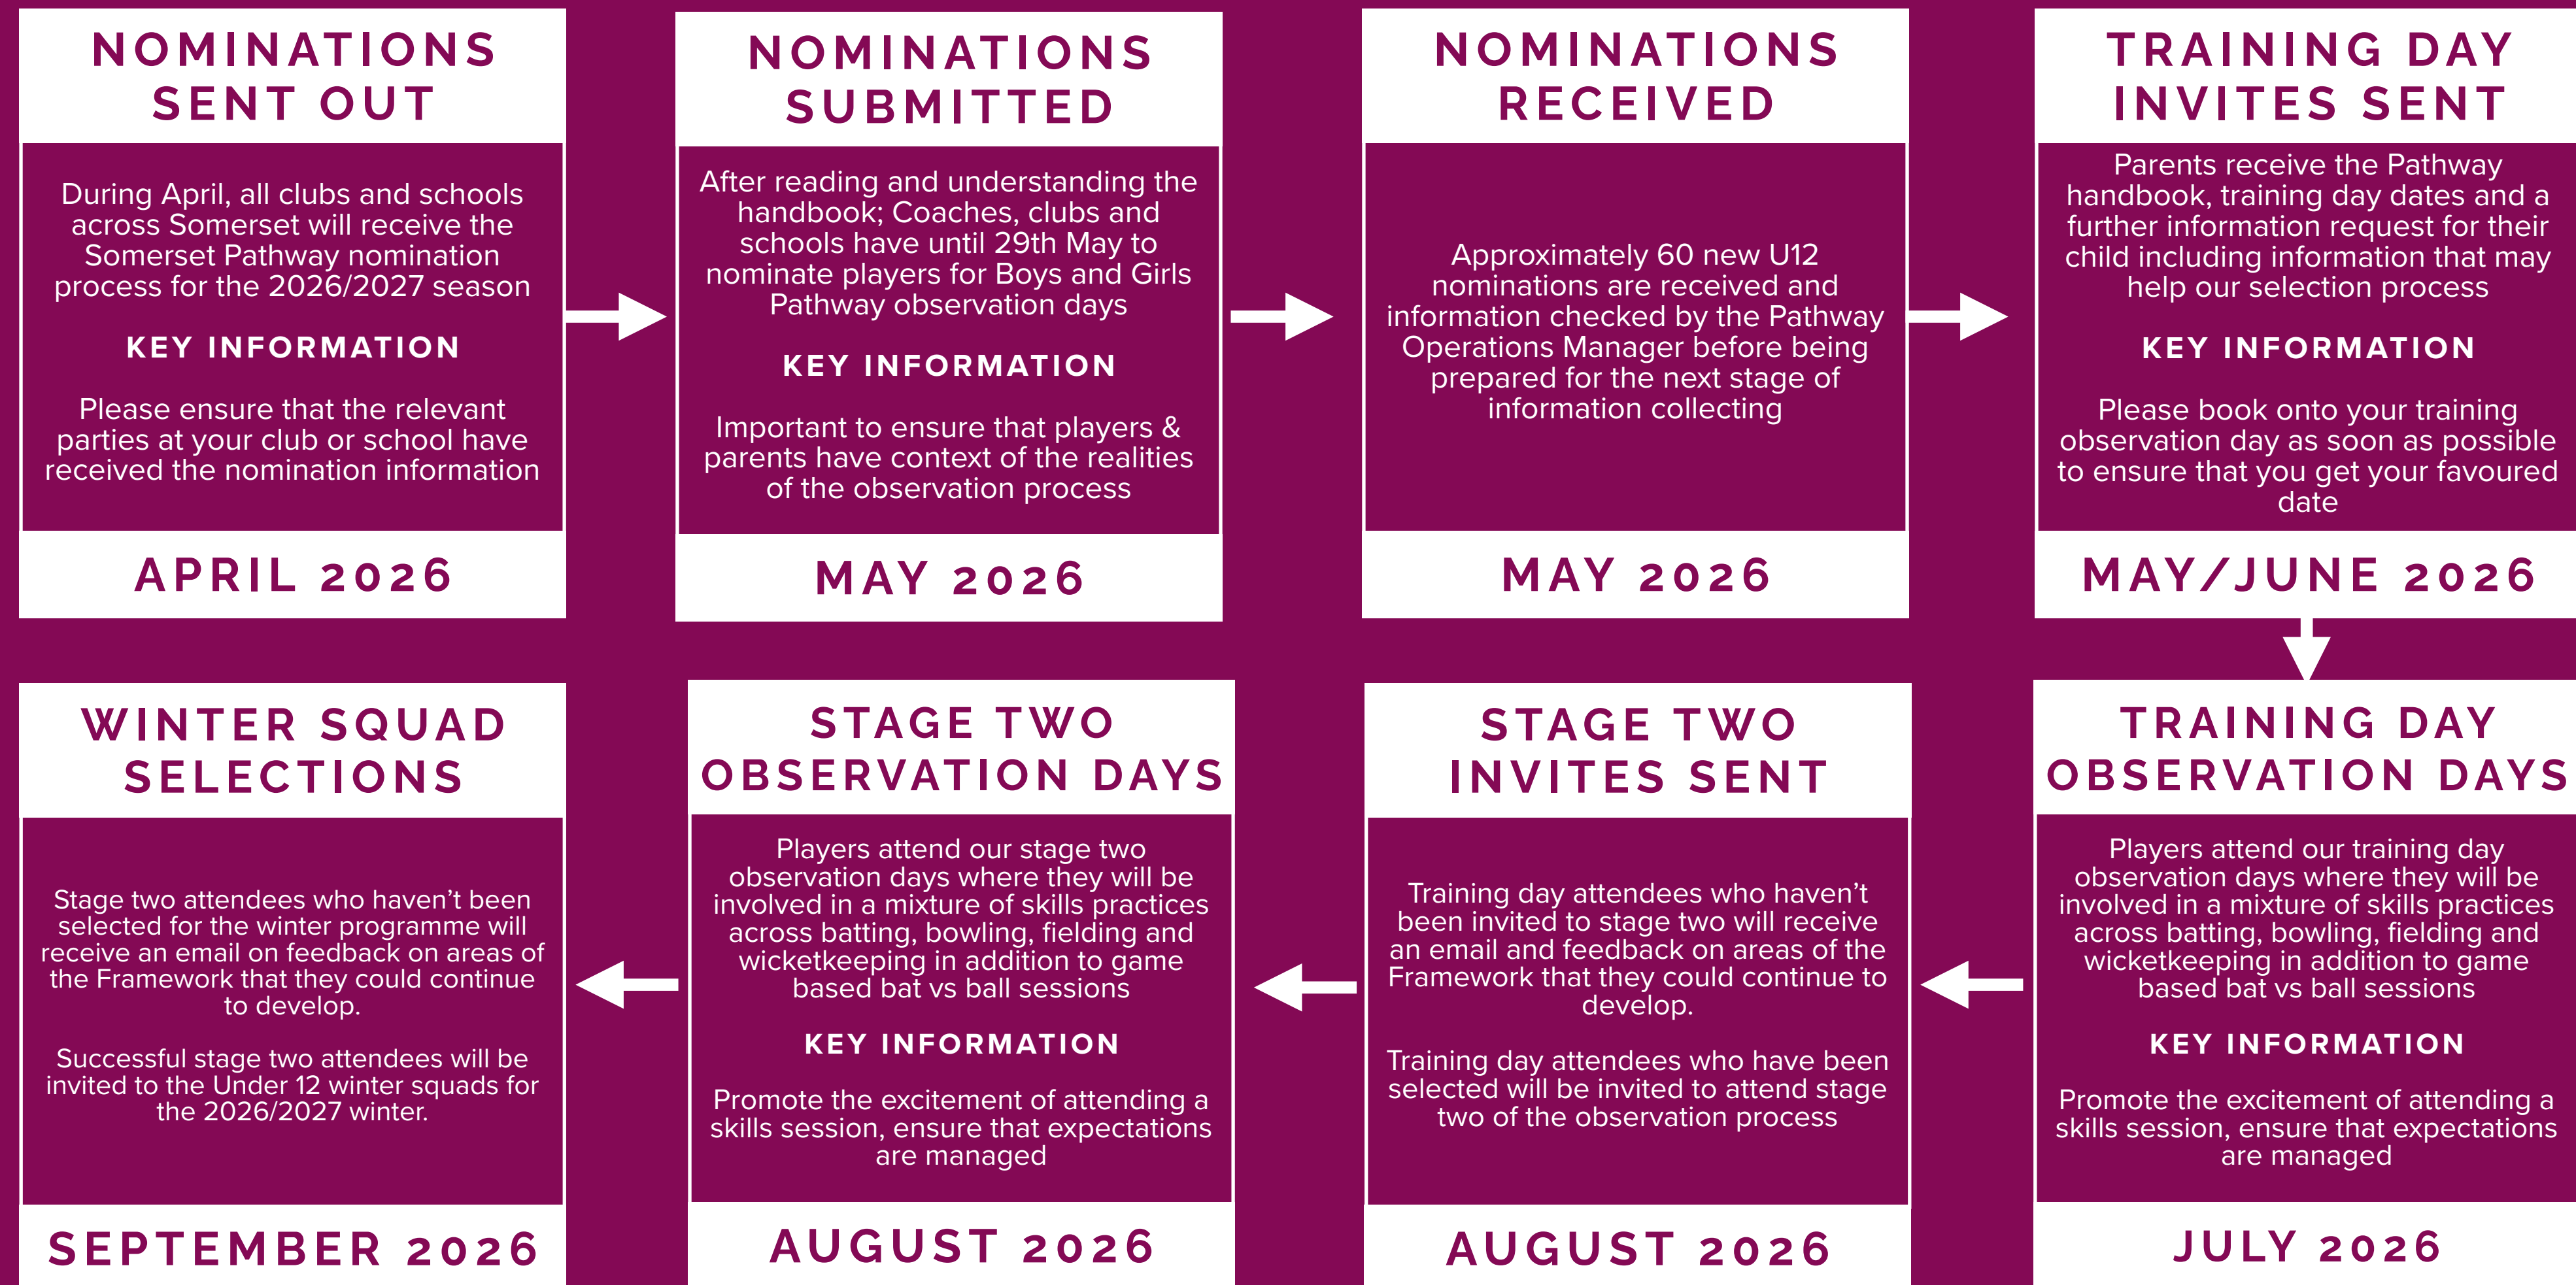 NOMINATIONS
SENT OUT
During April, all clubs and schools
across Somerset will receive the
Somerset Pathway nomination
process for the 2026/2027 season
KEY INFORMATION
Please ensure that the relevant
parties at your club or school have
received the nomination information
APRIL 2026
NOMINATIONS
SUBMITTED
After reading and understanding the
handbook; Coaches, clubs and
schools have until 29th May to
nominate players for Boys and Girls
Pathway observation days
KEY INFORMATION
Important to ensure that players &
parents have context of the realities
of the observation process
MAY 2026
NOMINATIONS
RECEIVED
Approximately 60 new U12
nominations are received and
information checked by the Pathway
Operations Manager before being
prepared for the next stage of
information collecting
MAY 2026
TRAINING DAY
INVITES SENT
Parents receive the Pathway
handbook, training day dates and a
further information request for their
child including information that may
help our selection process
KEY INFORMATION
Please book onto your training
observation day as soon as possible
to ensure that you get your favoured
date
MAY/JUNE 2026
TRAINING DAY
OBSERVATION DAYS
Players attend our training day
observation days where they will be
involved in a mixture of skills practices
across batting, bowling, fielding and
wicketkeeping in addition to game
based bat vs ball sessions
KEY INFORMATION
Promote the excitement of attending a
skills session, ensure that expectations
are managed
JULY 2026
STAGE TWO
INVITES SENT
Training day attendees who haven’t
been invited to stage two will receive
an email and feedback on areas of the
Framework that they could continue to
develop.
Training day attendees who have been
selected will be invited to attend stage
two of the observation process
AUGUST 2026
STAGE TWO
OBSERVATION DAYS
Players attend our stage two
observation days where they will be
involved in a mixture of skills practices
across batting, bowling, fielding and
wicketkeeping in addition to game
based bat vs ball sessions
KEY INFORMATION
Promote the excitement of attending a
skills session, ensure that expectations
are managed
AUGUST 2026
WINTER SQUAD
SELECTIONS
Stage two attendees who haven’t been
selected for the winter programme will
receive an email on feedback on areas of
the Framework that they could continue
to develop.
Successful stage two attendees will be
invited to the Under 12 winter squads for
the 2026/2027 winter.
SEPTEMBER 2026